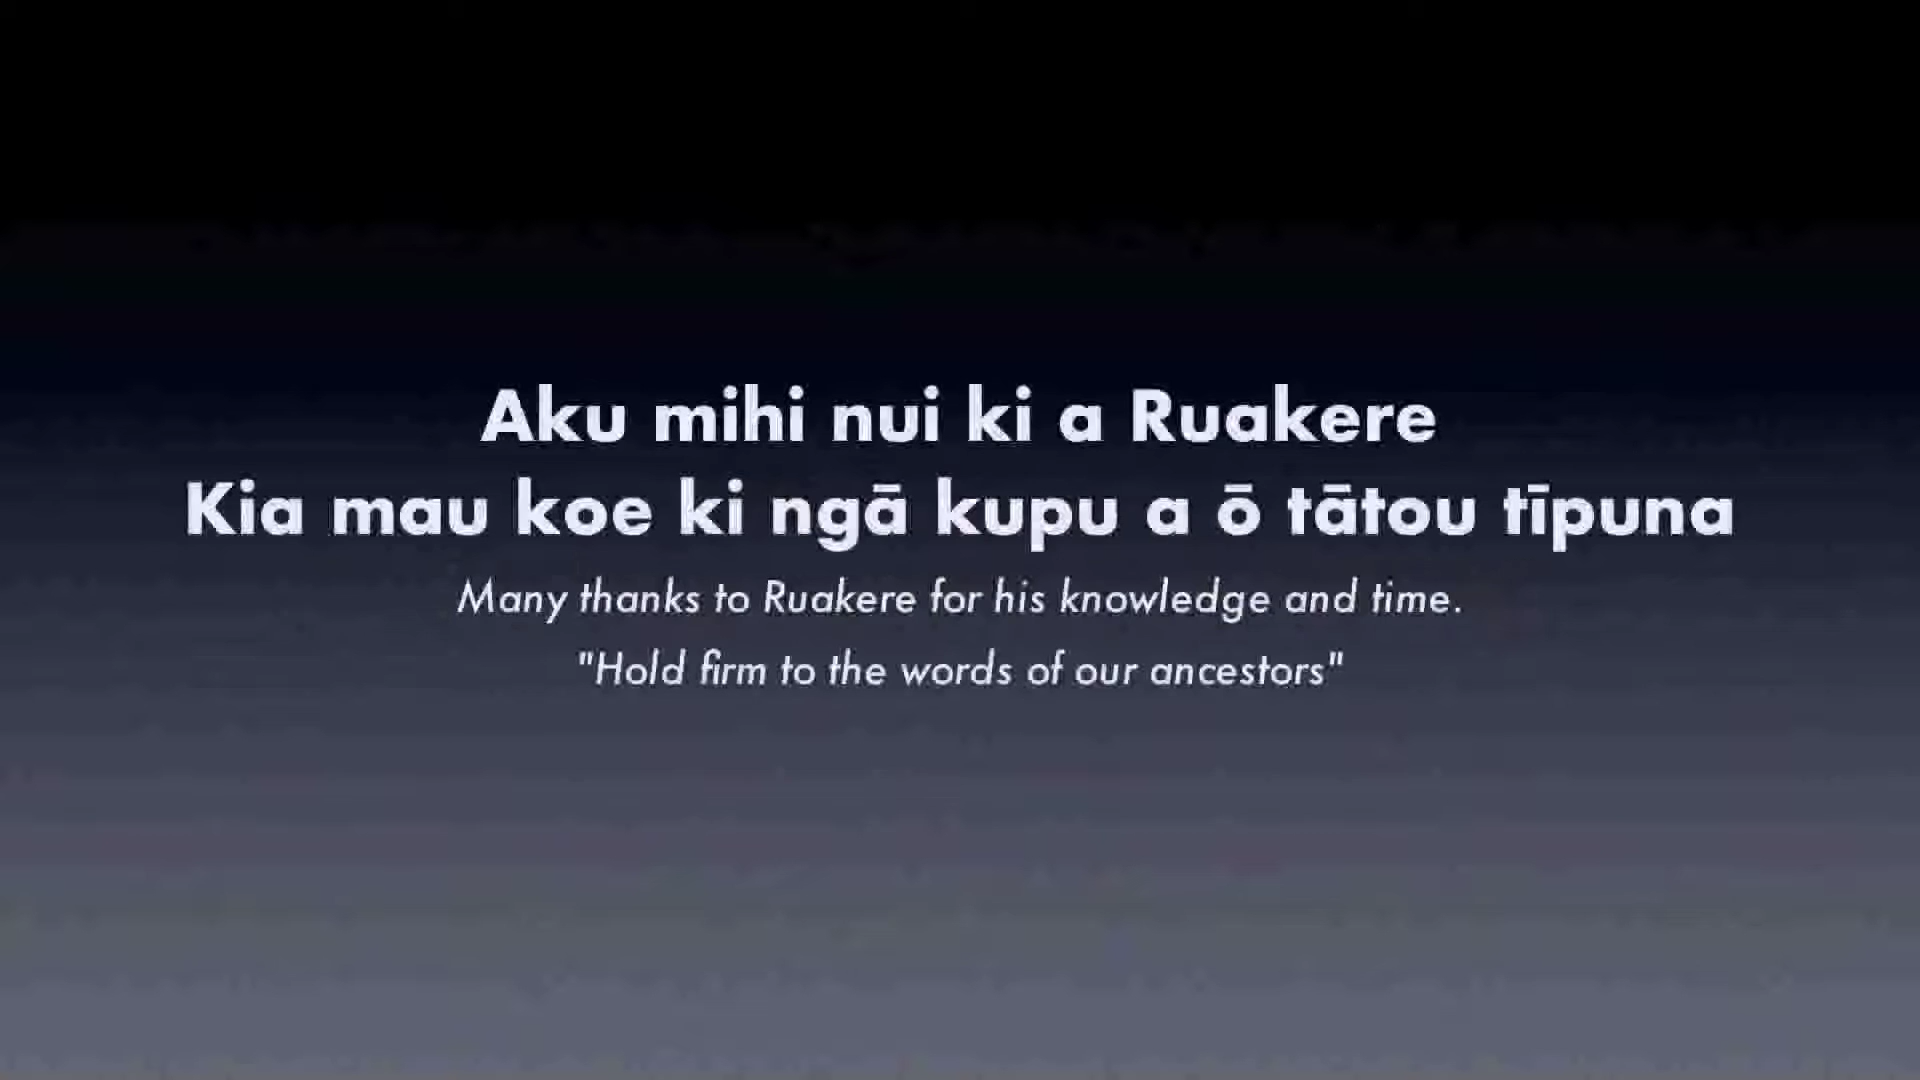 Aku mihi nui ki a Ruakere
Kia mau koe ki ngā kupu a ō tātou tīpuna
Many thanks to Ruakere for his knowledge and time.
"Hold firm to the words of our ancestors"